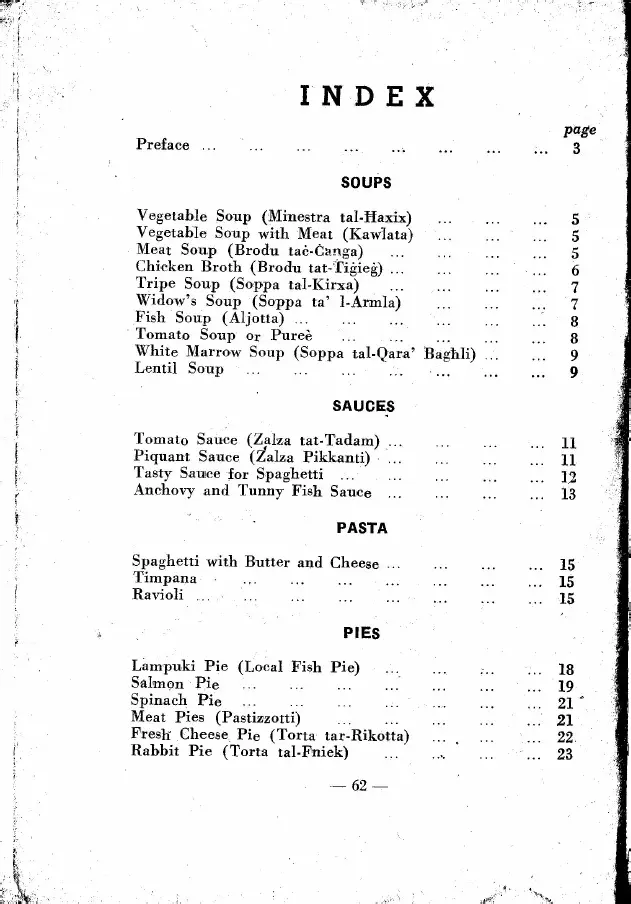 INDEX
page
Preface ... ... ... ... ... ... ... ... 3
SOUPS
Vegetable Soup (Minestra tal-Haxix) ... ... ... 5
Vegetable Soup with Meat (Kawlata) ... ... ... 5
Meat Soup (Brodu taċ-Ċanga) ... ... ... ... 5
Chicken Broth (Brodu tat-Tiġieġ) ... ... ... ... 6
Tripe Soup (Soppa tal-Kirxa) ... ... ... ... 7
Widow's Soup (Soppa ta' l-Armla) ... ... ... 7
Fish Soup (Aljotta) ... ... ... ... ... ... 8
Tomato Soup or Pureè ... ... ... ... ... 8
White Marrow Soup (Soppa tal-Qara' Baghli) ... ... 9
Lentil Soup ... ... ... ... ... ... ... 9
SAUCES
Tomato Sauce (Zalza tat-Tadam) ... ... ... ... 11
Piquant Sauce (Zalza Pikkanti) ... ... ... ... 11
Tasty Sauce for Spaghetti ... ... ... ... ... 12
Anchovy and Tunny Fish Sauce ... ... ... ... 13
PASTA
Spaghetti with Butter and Cheese ... ... ... ... 15
Timpana ... ... ... ... ... ... ... 15
Ravioli ... ... ... ... ... ... ... ... 15
PIES
Lampuki Pie (Local Fish Pie) ... ... ... ... 18
Salmon Pie ... ... ... ... ... ... ... 19
Spinach Pie ... ... ... ... ... ... ... 21
Meat Pies (Pastizzotti) ... ... ... ... ... 21
Fresh Cheese Pie (Torta tar-Rikotta) ... ... ... 22
Rabbit Pie (Torta tal-Fniek) ... ... ... ... 23
— 62 —